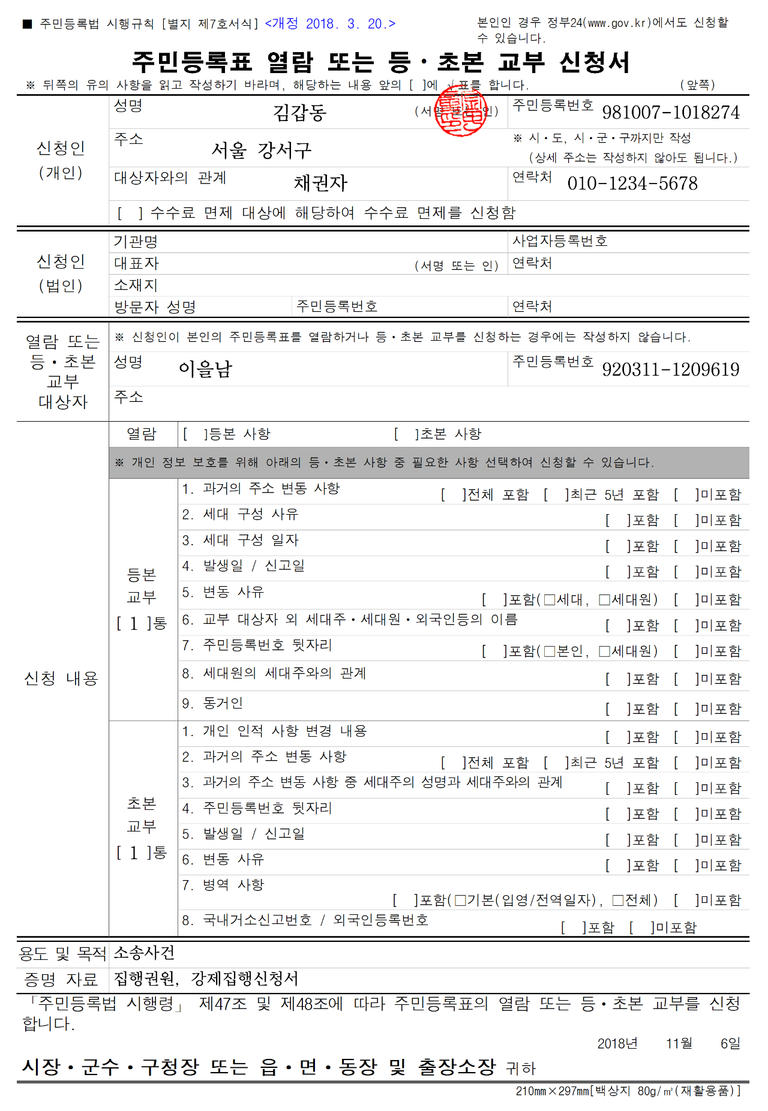 ■ 주민등록법 시행규칙 [별지 제7호서식] <개정 2018. 3. 20.>
본인인 경우 정부24(www.gov.kr)에서도 신청할
수 있습니다.
주민등록표 열람 또는 등·초본 교부 신청서
※ 뒤쪽의 유의 사항을 읽고 작성하기 바라며, 해당하는 내용 앞의 [ ]에 √표를 합니다. (앞쪽)
신청인
(개인)
성명 김갑동 (서명 또는 인) 주민등록번호 981007-1018274
주소 서울 강서구
※ 시·도, 시·군·구까지만 작성
(상세 주소는 작성하지 않아도 됩니다.)
대상자와의 관계 채권자 연락처 010-1234-5678
[ ] 수수료 면제 대상에 해당하여 수수료 면제를 신청함
신청인
(법인)
기관명 사업자등록번호
대표자 (서명 또는 인) 연락처
소재지
방문자 성명 주민등록번호 연락처
열람 또는
등·초본
교부
대상자
※ 신청인이 본인의 주민등록표를 열람하거나 등·초본 교부를 신청하는 경우에는 작성하지 않습니다.
성명 이을남 주민등록번호 920311-1209619
주소
신청 내용
열람 [ ]등본 사항 [ ]초본 사항
※ 개인 정보 보호를 위해 아래의 등·초본 사항 중 필요한 사항 선택하여 신청할 수 있습니다.
등본
교부
[ 1 ]통
1. 과거의 주소 변동 사항 [ ]전체 포함 [ ]최근 5년 포함 [ ]미포함
2. 세대 구성 사유 [ ]포함 [ ]미포함
3. 세대 구성 일자 [ ]포함 [ ]미포함
4. 발생일 / 신고일 [ ]포함 [ ]미포함
5. 변동 사유 [ ]포함(□세대, □세대원) [ ]미포함
6. 교부 대상자 외 세대주·세대원·외국인등의 이름 [ ]포함 [ ]미포함
7. 주민등록번호 뒷자리 [ ]포함(□본인, □세대원) [ ]미포함
8. 세대원의 세대주와의 관계 [ ]포함 [ ]미포함
9. 동거인 [ ]포함 [ ]미포함
초본
교부
[ 1 ]통
1. 개인 인적 사항 변경 내용 [ ]포함 [ ]미포함
2. 과거의 주소 변동 사항 [ ]전체 포함 [ ]최근 5년 포함 [ ]미포함
3. 과거의 주소 변동 사항 중 세대주의 성명과 세대주와의 관계 [ ]포함 [ ]미포함
4. 주민등록번호 뒷자리 [ ]포함 [ ]미포함
5. 발생일 / 신고일 [ ]포함 [ ]미포함
6. 변동 사유 [ ]포함 [ ]미포함
7. 병역 사항 [ ]포함(□기본(입영/전역일자), □전체) [ ]미포함
8. 국내거소신고번호 / 외국인등록번호 [ ]포함 [ ]미포함
용도 및 목적 소송사건
증명 자료 집행권원, 강제집행신청서
「주민등록법 시행령」 제47조 및 제48조에 따라 주민등록표의 열람 또는 등·초본 교부를 신청
합니다.
2018년 11월 6일
시장·군수·구청장 또는 읍·면·동장 및 출장소장 귀하
210㎜×297㎜[백상지 80g/㎡(재활용품)]